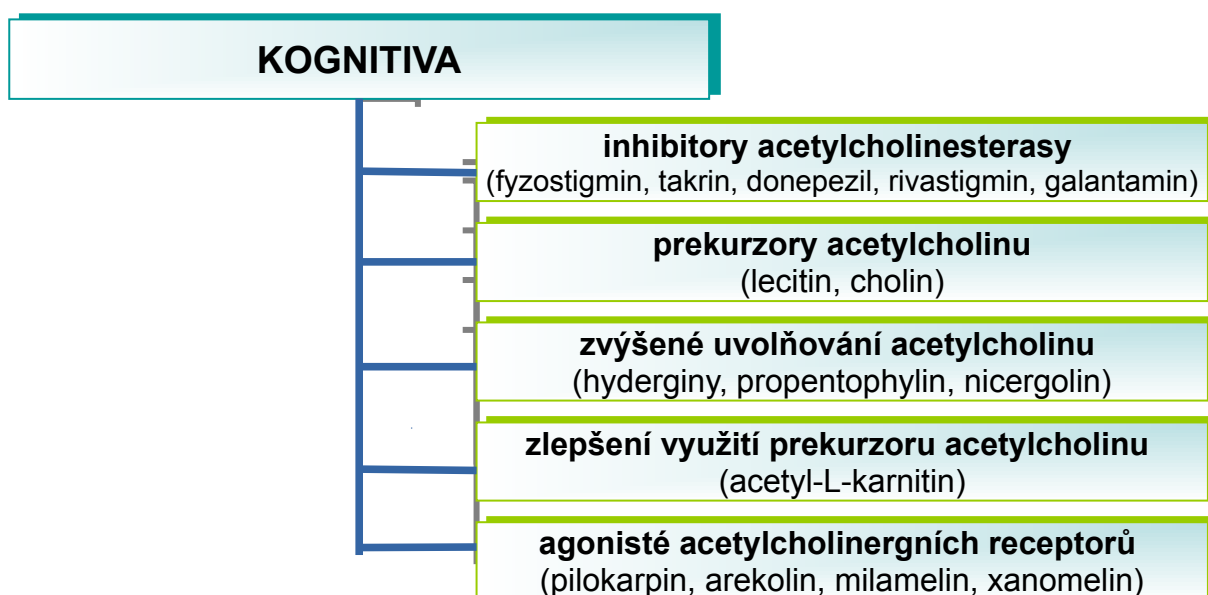 KOGNITIVA
inhibitory acetylcholinesterasy
(fyzostigmin, takrin, donepezil, rivastigmin, galantamin)
prekurzory acetylcholinu
(lecitin, cholin)
zvýšené uvolňování acetylcholinu
(hyderginy, propentophylin, nicergolin)
zlepšení využití prekurzoru acetylcholinu
(acetyl-L-karnitin)
agonisté acetylcholinergních receptorů
(pilokarpin, arekolin, milamelin, xanomelin)